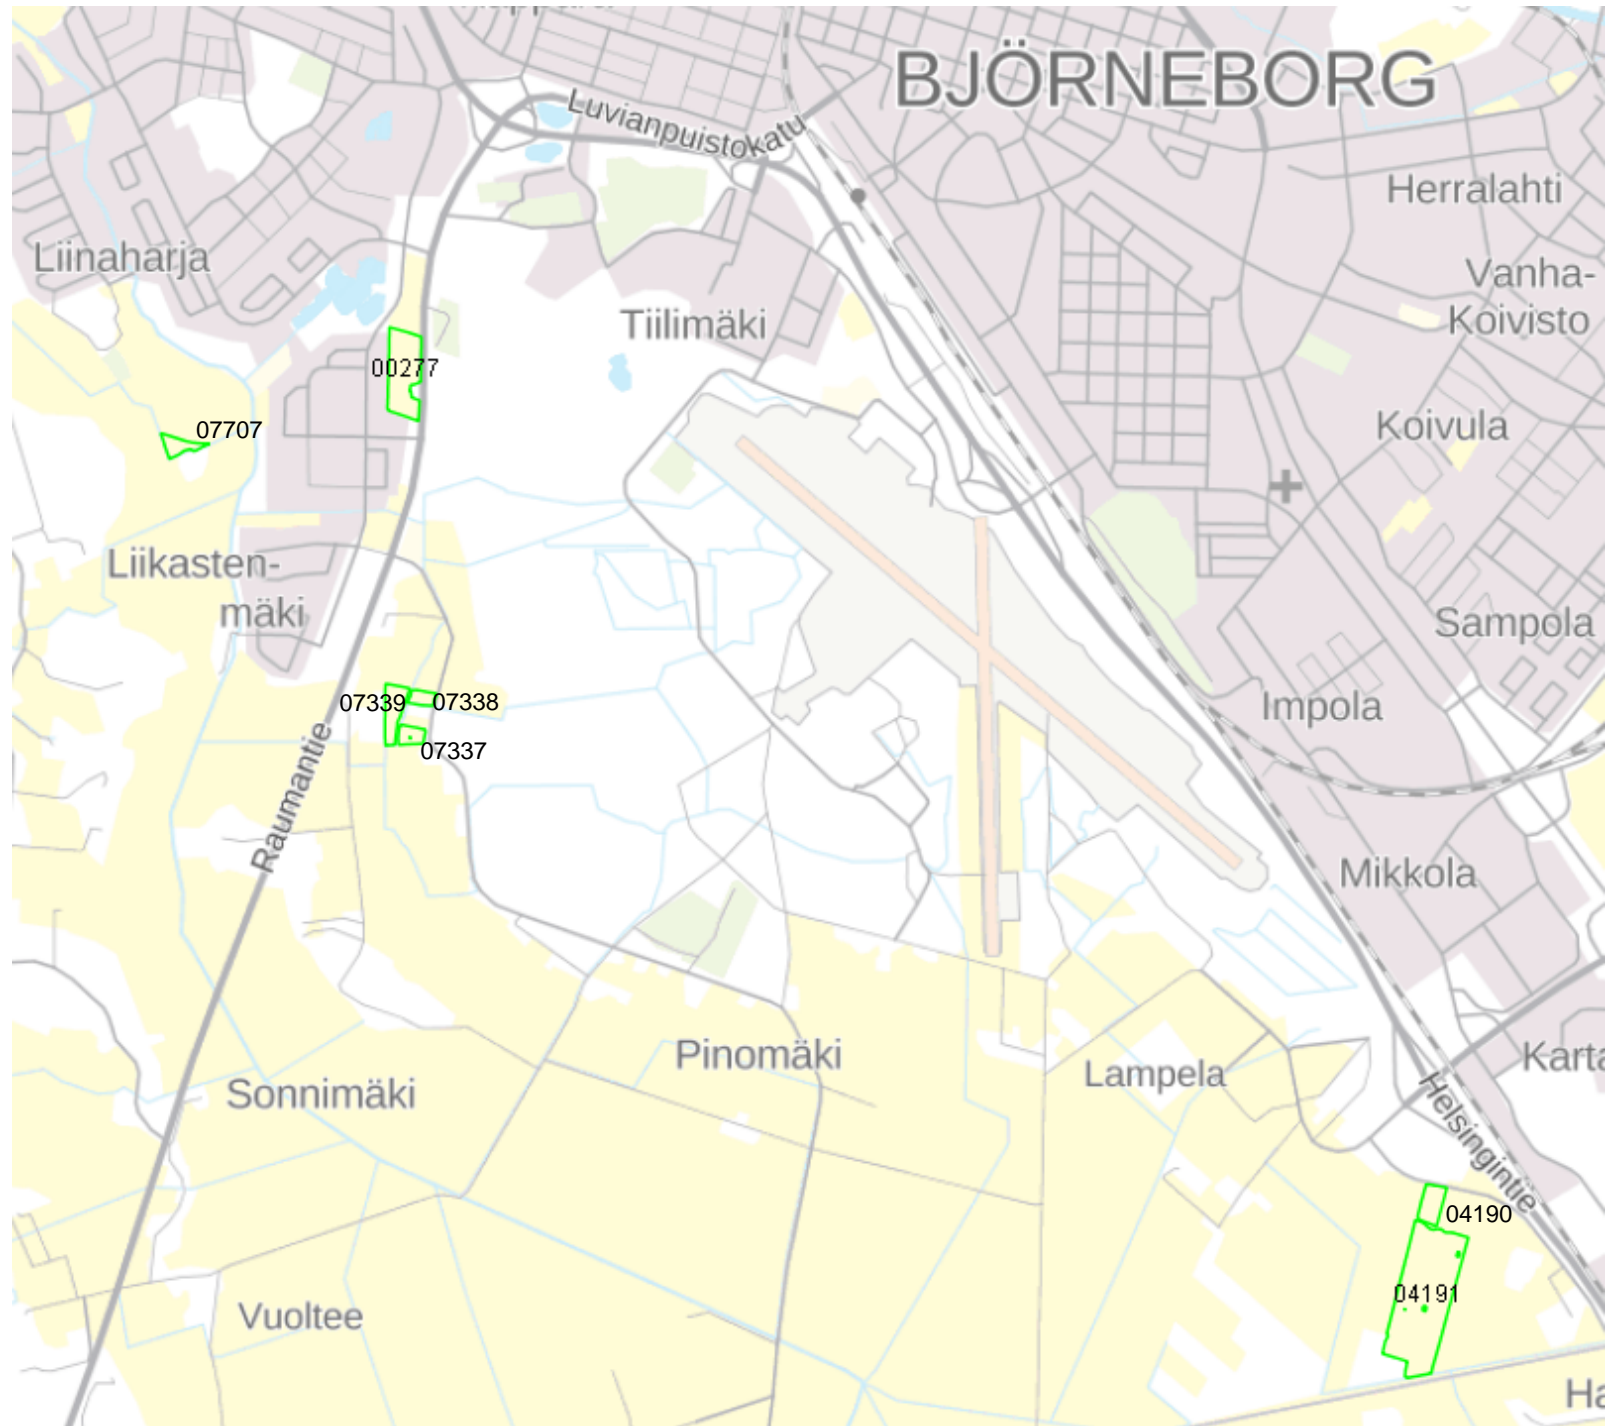 BJÖRNEBORG
Luvianpuistokatu
Herralahti
Liinaharja
Vanha-
Koivisto
Tiilimäki
00277
07707
Koivula
Liikasten-
mäki
Sampola
07339
07338
07337
Impola
Raumantie
Mikkola
Pinomäki
Lampela
Karta
Sonnimäki
Helsingintie
04190
04191
Vuoltee
Ha